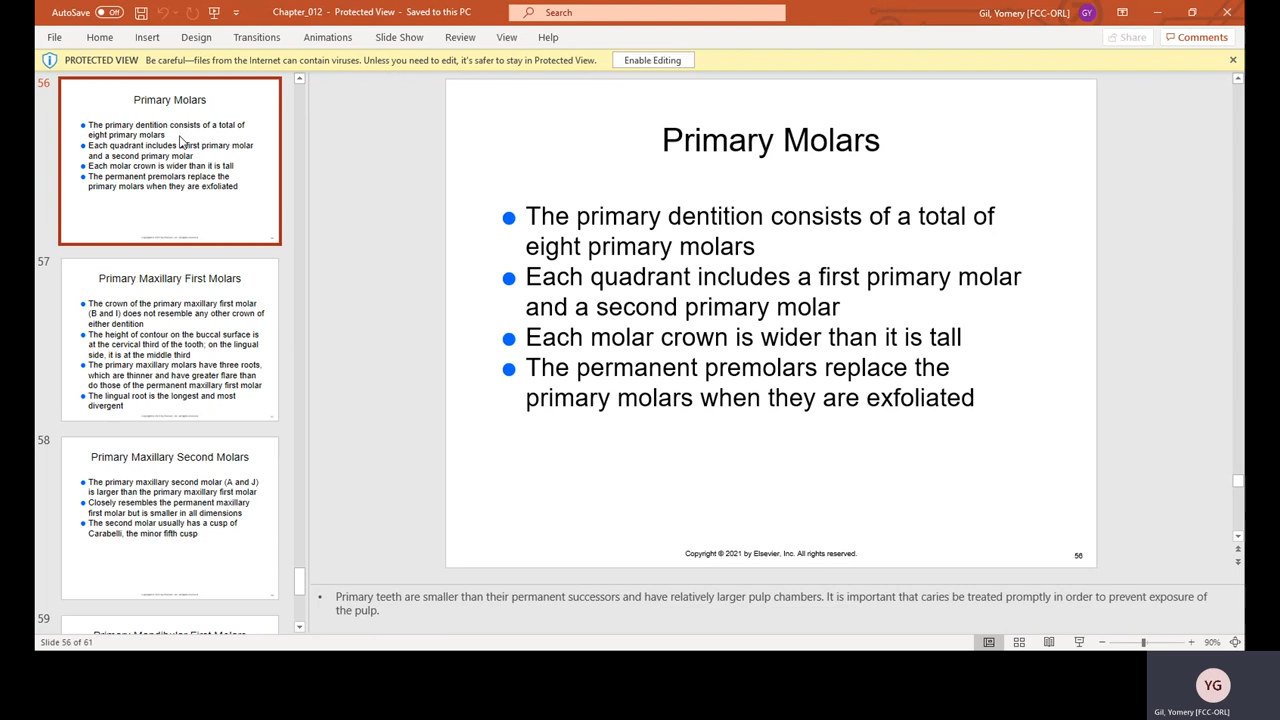 AutoSave Off Chapter_012 - Protected View - Saved to this PC Search Gil, Yomery [FCC-ORL] GY
File Home Insert Design Transitions Animations Slide Show Review View Help Share Comments
PROTECTED VIEW Be careful—files from the Internet can contain viruses. Unless you need to edit, it's safer to stay in Protected View. Enable Editing
56
Primary Molars
The primary dentition consists of a total of
eight primary molars
Each quadrant includes a first primary molar
and a second primary molar
Each molar crown is wider than it is tall
The permanent premolars replace the
primary molars when they are exfoliated
57
Primary Maxillary First Molars
The crown of the primary maxillary first molar
(B and I) does not resemble any other crown of
either dentition
The height of contour on the buccal surface is
at the cervical third of the tooth; on the lingual
side, it is at the middle third
The primary maxillary molars have three roots,
which are thinner and have greater flare than
do those of the permanent maxillary first molar
The lingual root is the longest and most
divergent
58
Primary Maxillary Second Molars
The primary maxillary second molar (A and J)
is larger than the primary maxillary first molar
Closely resembles the permanent maxillary
first molar but is smaller in all dimensions
The second molar usually has a cusp of
Carabelli, the minor fifth cusp
59
Primary Mandibular First Molars
Primary Molars
The primary dentition consists of a total of
eight primary molars
Each quadrant includes a first primary molar
and a second primary molar
Each molar crown is wider than it is tall
The permanent premolars replace the
primary molars when they are exfoliated
Copyright © 2021 by Elsevier, Inc. All rights reserved.
56
Primary teeth are smaller than their permanent successors and have relatively larger pulp chambers. It is important that caries be treated promptly in order to prevent exposure of
the pulp.
Slide 56 of 61 90%
YG
Gil, Yomery [FCC-ORL]